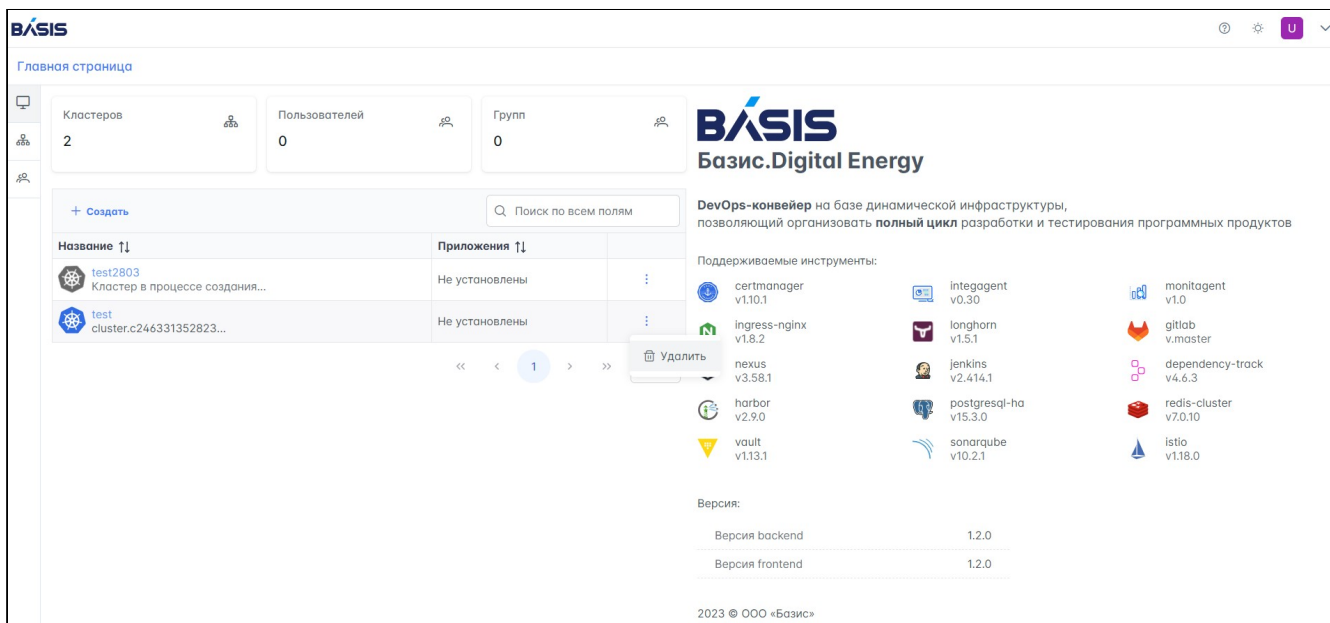 BASIS
U
Главная страница
Кластеров
2
Пользователей
0
Групп
0
+ Создать
Поиск по всем полям
Название
Приложения
test2803
Кластер в процессе создания...
Не установлены
test
cluster.c246331352823...
Не установлены
Удалить
<< < 1 > >>
BASIS
Базис.Digital Energy
DevOps-конвейер на базе динамической инфраструктуры,
позволяющий организовать полный цикл разработки и тестирования программных продуктов
Поддерживаемые инструменты:
certmanager
v1.10.1
integagent
v0.30
monitagent
v1.0
ingress-nginx
v1.8.2
longhorn
v1.5.1
gitlab
v.master
nexus
v3.58.1
jenkins
v2.414.1
dependency-track
v4.6.3
harbor
v2.9.0
postgresql-ha
v15.3.0
redis-cluster
v7.0.10
vault
v1.13.1
sonarqube
v10.2.1
istio
v1.18.0
Версия:
Версия backend 1.2.0
Версия frontend 1.2.0
2023 © ООО «Базис»